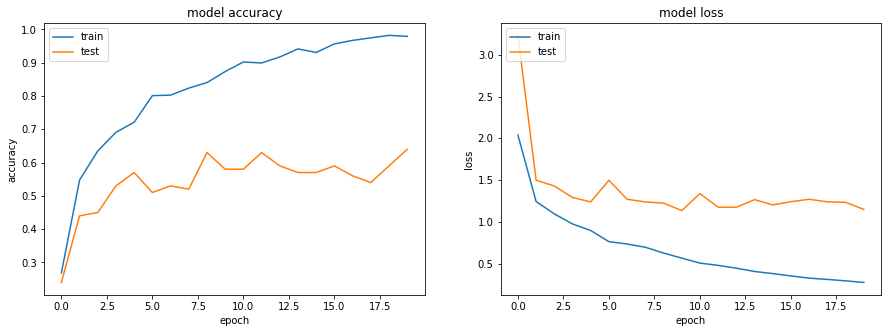 model accuracy
train
test
1.0
0.9
0.8
0.7
0.6
0.5
0.4
0.3
accuracy
0.0 2.5 5.0 7.5 10.0 12.5 15.0 17.5
epoch
model loss
train
test
3.0
2.5
2.0
1.5
1.0
0.5
loss
0.0 2.5 5.0 7.5 10.0 12.5 15.0 17.5
epoch